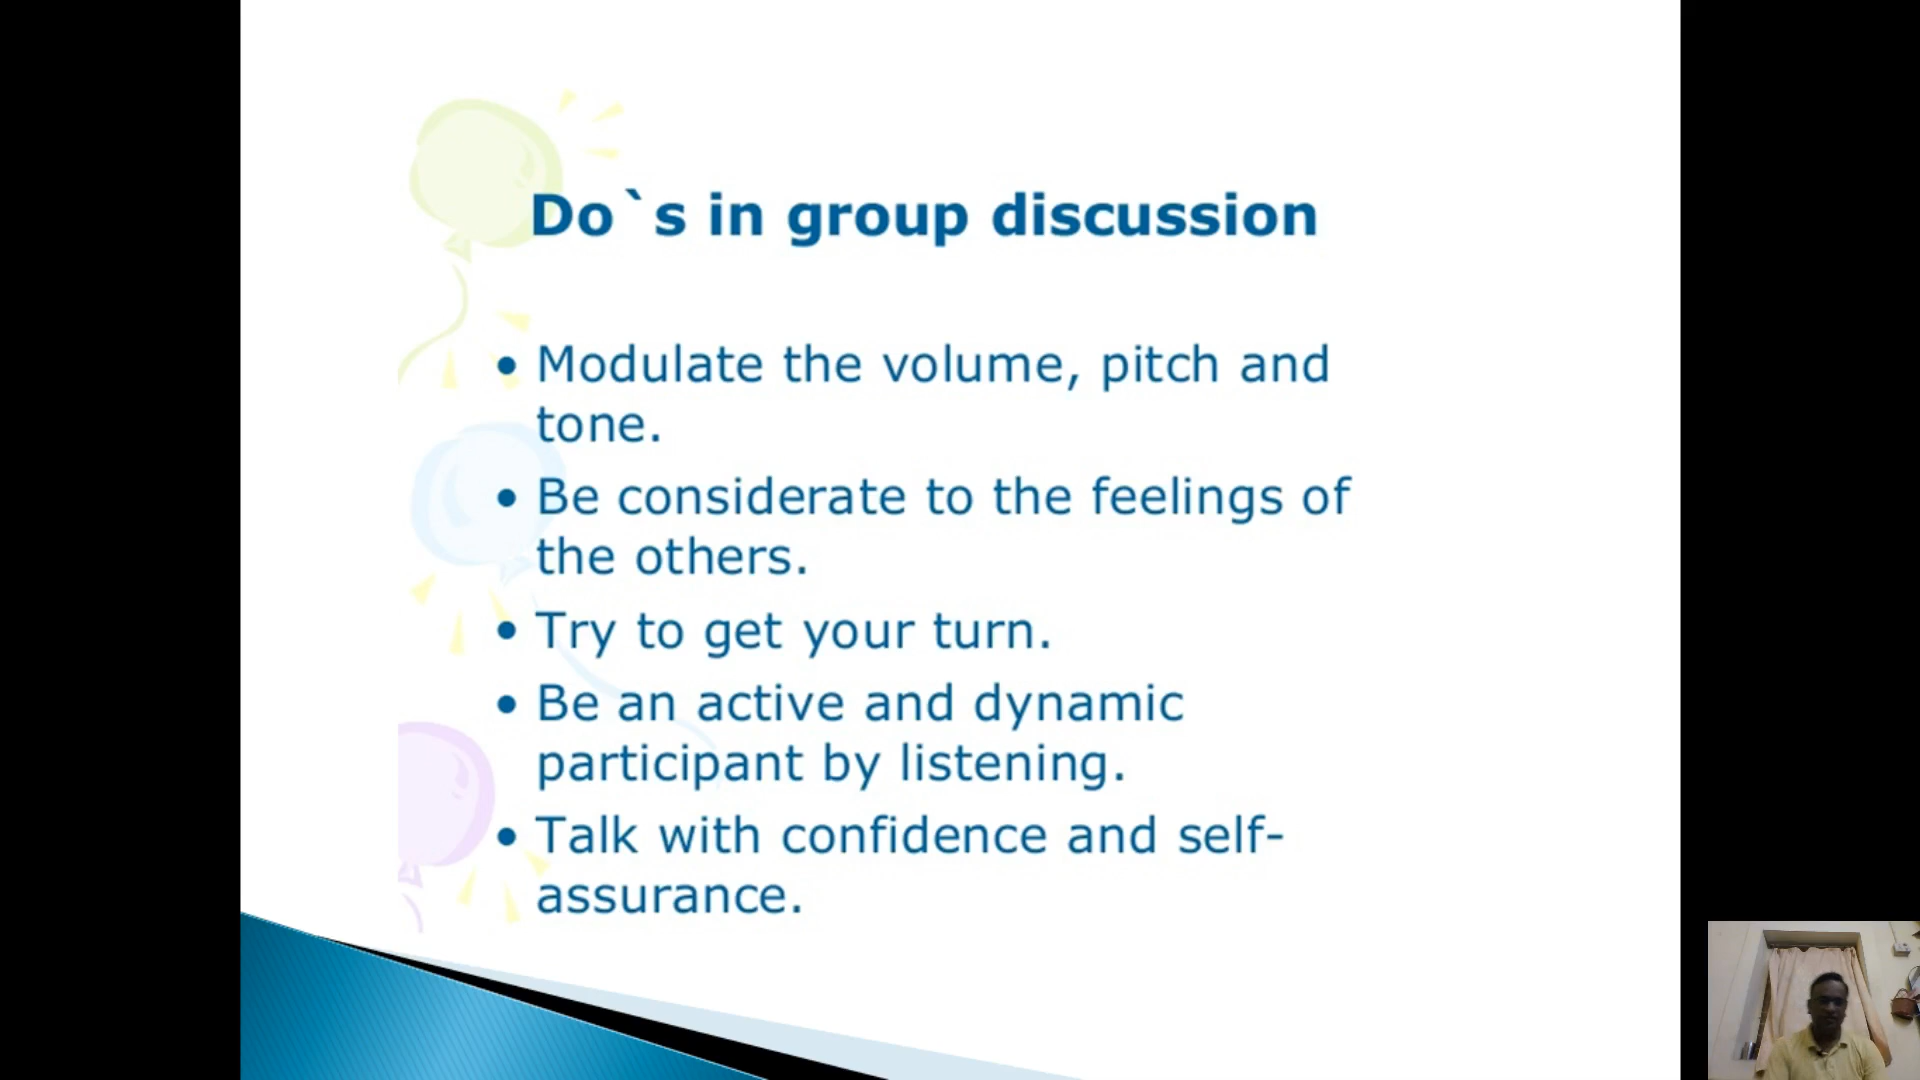 Do`s in group discussion
• Modulate the volume, pitch and
tone.
• Be considerate to the feelings of
the others.
• Try to get your turn.
• Be an active and dynamic
participant by listening.
• Talk with confidence and self-
assurance.